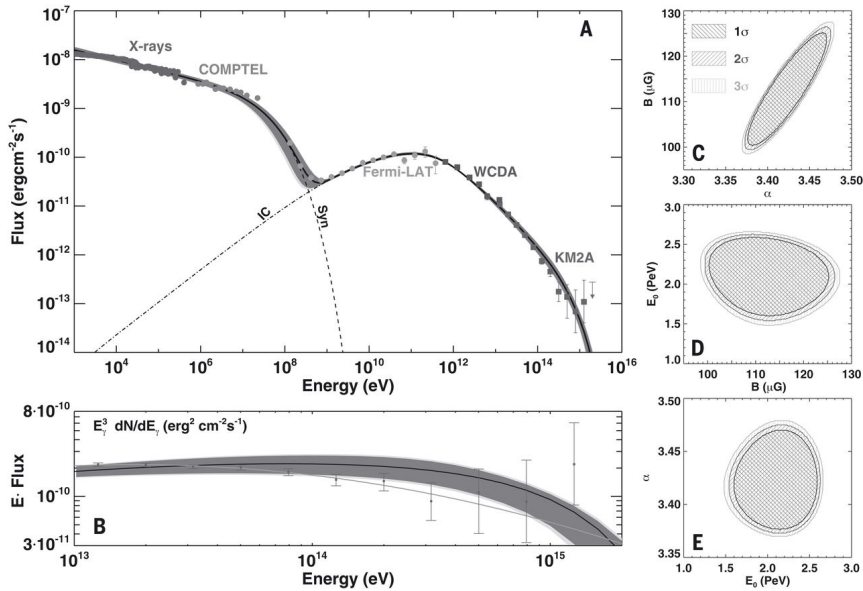 A
10⁻⁷
10⁻⁸
10⁻⁹
10⁻¹⁰
10⁻¹¹
10⁻¹²
10⁻¹³
10⁻¹⁴
Flux (ergcm⁻²s⁻¹)
X-rays
COMPTEL
Fermi-LAT
WCDA
KM2A
IC
Syn
10⁴ 10⁶ 10⁸ 10¹⁰ 10¹² 10¹⁴ 10¹⁶
Energy (eV)
B
8·10⁻¹⁰
10⁻¹⁰
3·10⁻¹¹
E· Flux
E³γ dN/dEγ (erg² cm⁻²s⁻¹)
10¹³ 10¹⁴ 10¹⁵
Energy (eV)
C
1σ
2σ
3σ
130
120
110
100
B (μG)
3.30 3.35 3.40 3.45 3.50
α
D
3.0
2.5
2.0
1.5
1.0
E₀ (PeV)
100 110 120 130
B (μG)
E
3.50
3.45
3.40
3.35
α
1.0 1.5 2.0 2.5 3.0
E₀ (PeV)